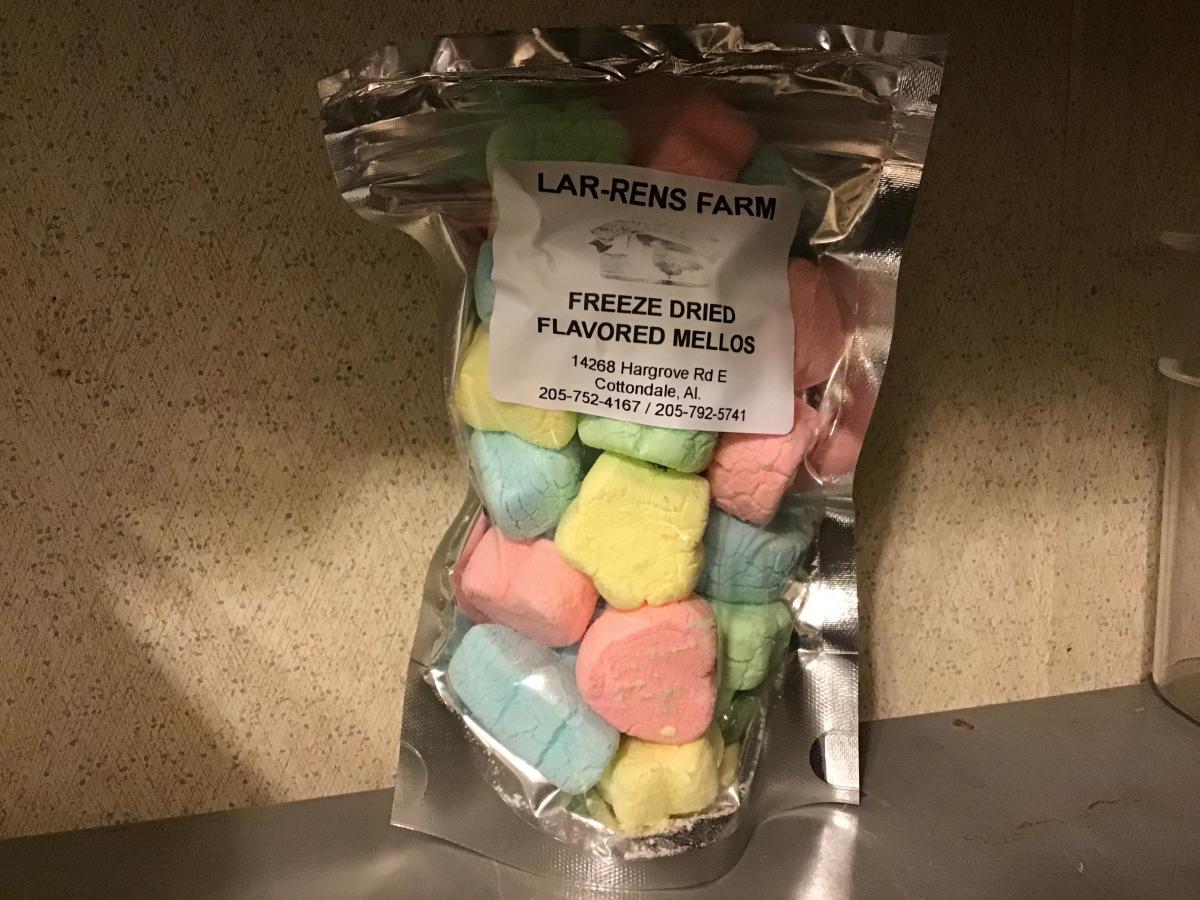 LAR-RENS FARM
FREEZE DRIED
FLAVORED MELLOS
14268 Hargrove Rd E
Cottondale, Al.
205-752-4167 / 205-792-5741